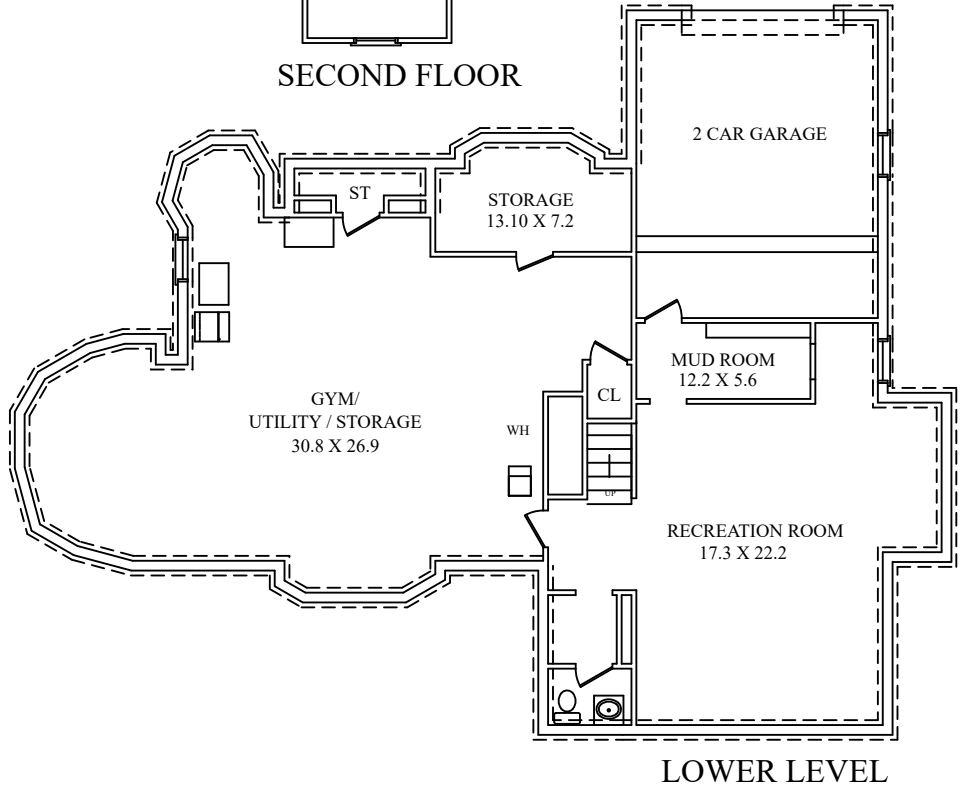 SECOND FLOOR
2 CAR GARAGE
ST
STORAGE
13.10 X 7.2
MUD ROOM
12.2 X 5.6
CL
GYM/
UTILITY / STORAGE
30.8 X 26.9
WH
UP
RECREATION ROOM
17.3 X 22.2
LOWER LEVEL